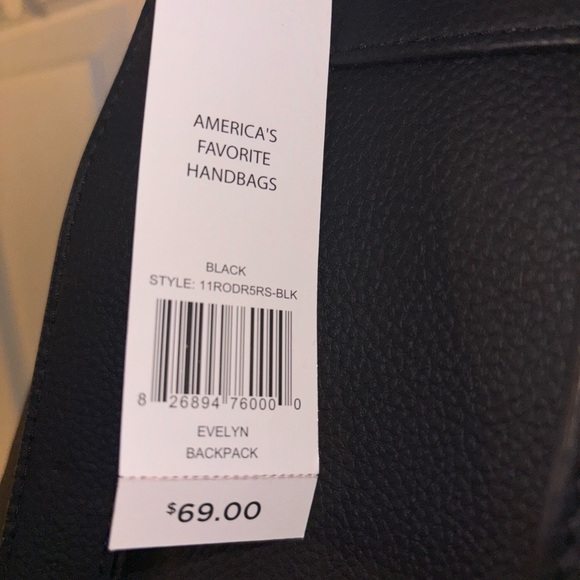 AMERICA'S
FAVORITE
HANDBAGS
BLACK
STYLE: 11RODR5RS-BLK
8 26894 76000 0
EVELYN
BACKPACK
$69.00